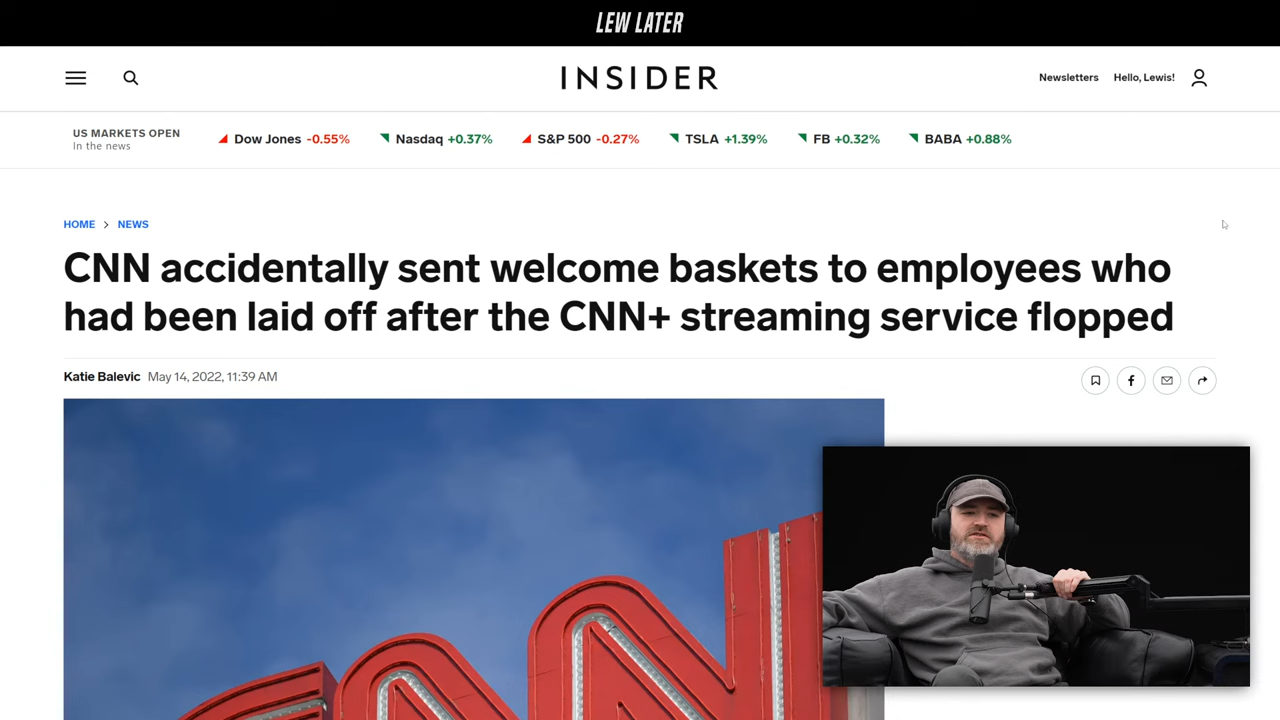 LEW LATER
INSIDER
Newsletters Hello, Lewis!
US MARKETS OPEN
In the news
Dow Jones -0.55% Nasdaq +0.37% S&P 500 -0.27% TSLA +1.39% FB +0.32% BABA +0.88%
HOME > NEWS
CNN accidentally sent welcome baskets to employees who
had been laid off after the CNN+ streaming service flopped
Katie Balevic May 14, 2022, 11:39 AM
CNN